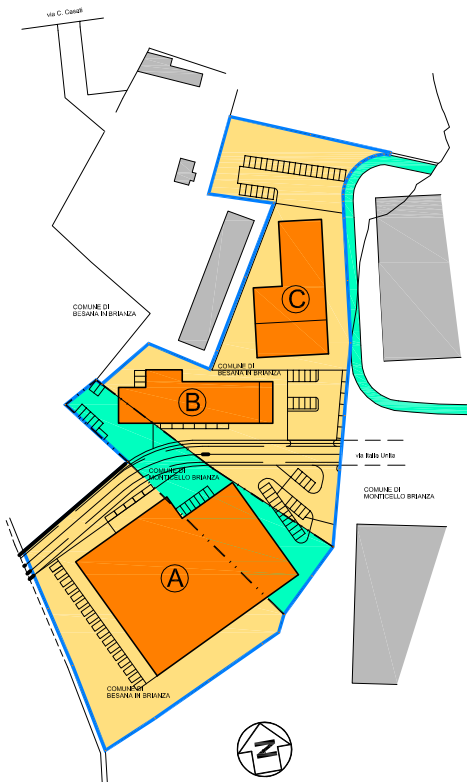 via C. Casati
COMUNE DI
BESANA IN BRIANZA
C
COMUNE DI
BESANA IN BRIANZA
B
via Italia Unita
COMUNE DI
MONTICELLO BRIANZA
COMUNE DI
MONTICELLO BRIANZA
A
COMUNE DI
BESANA IN BRIANZA
N